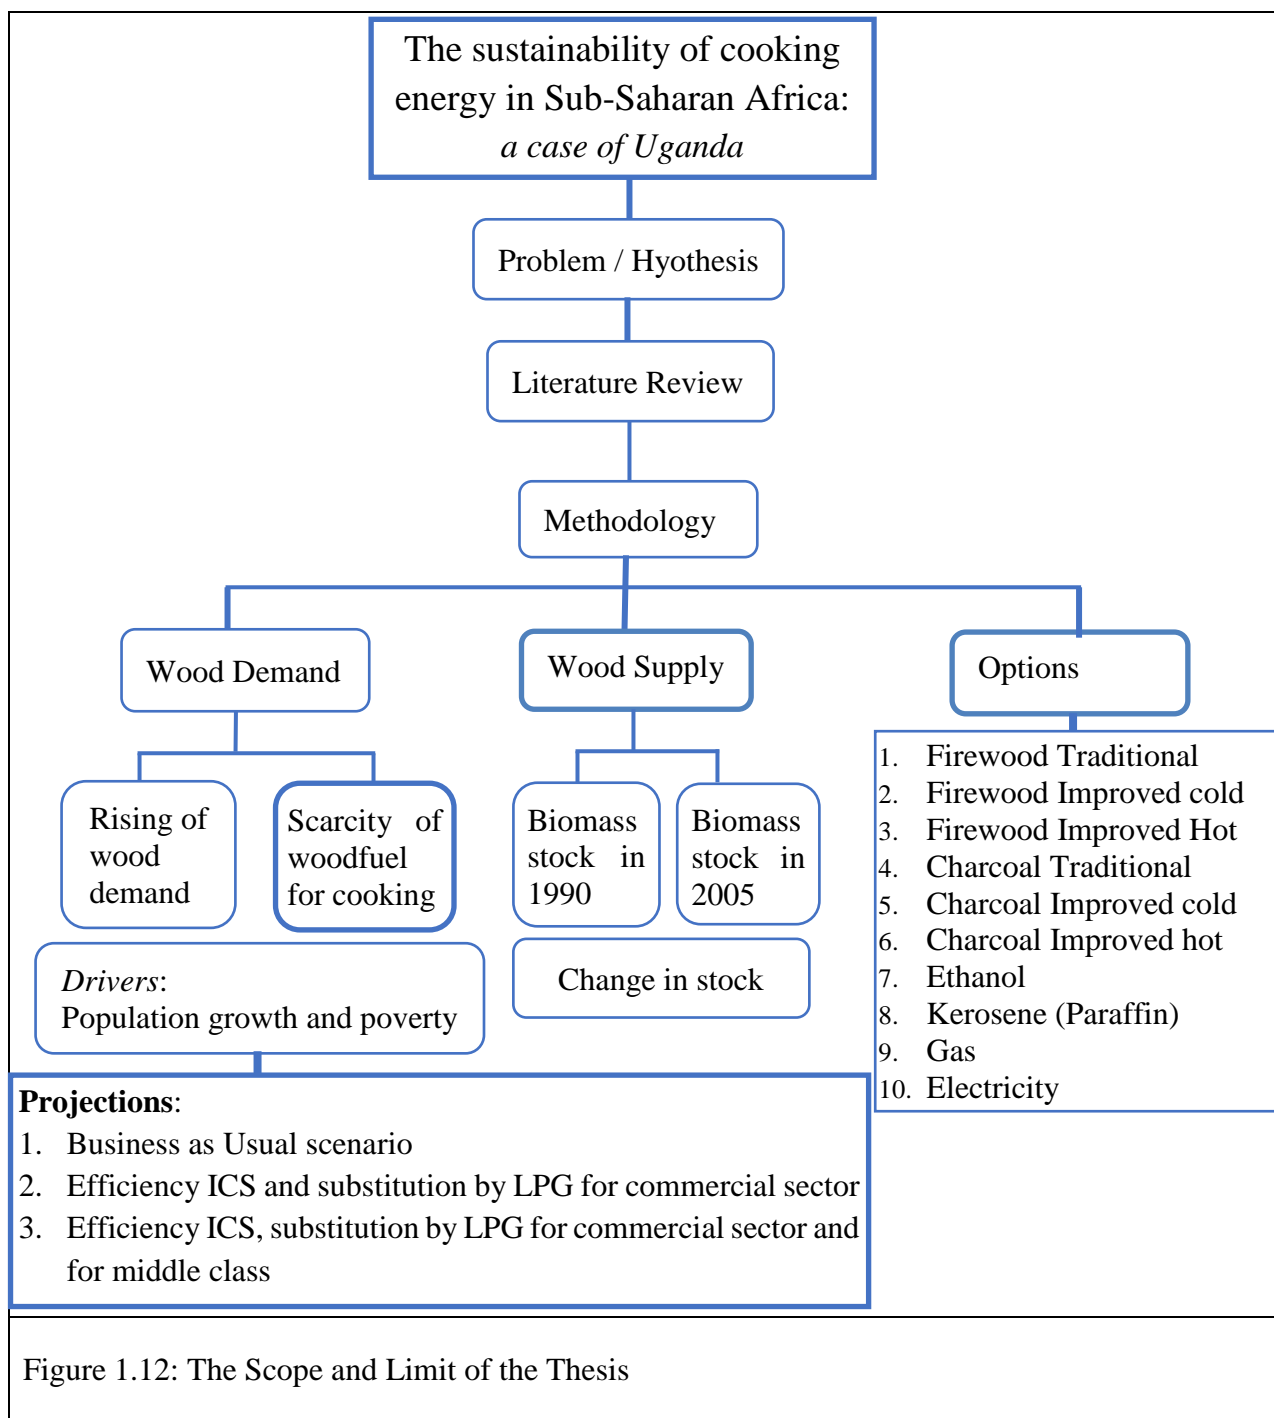 The sustainability of cooking
energy in Sub-Saharan Africa:
a case of Uganda
Problem / Hyothesis
Literature Review
Methodology
Wood Demand
Wood Supply
Options
Rising of
wood
demand
Scarcity of
woodfuel
for cooking
Biomass
stock in
1990
Biomass
stock in
2005
1. Firewood Traditional
2. Firewood Improved cold
3. Firewood Improved Hot
4. Charcoal Traditional
5. Charcoal Improved cold
6. Charcoal Improved hot
7. Ethanol
8. Kerosene (Paraffin)
9. Gas
10. Electricity
Drivers:
Population growth and poverty
Change in stock
Projections:
1. Business as Usual scenario
2. Efficiency ICS and substitution by LPG for commercial sector
3. Efficiency ICS, substitution by LPG for commercial sector and
for middle class
Figure 1.12: The Scope and Limit of the Thesis